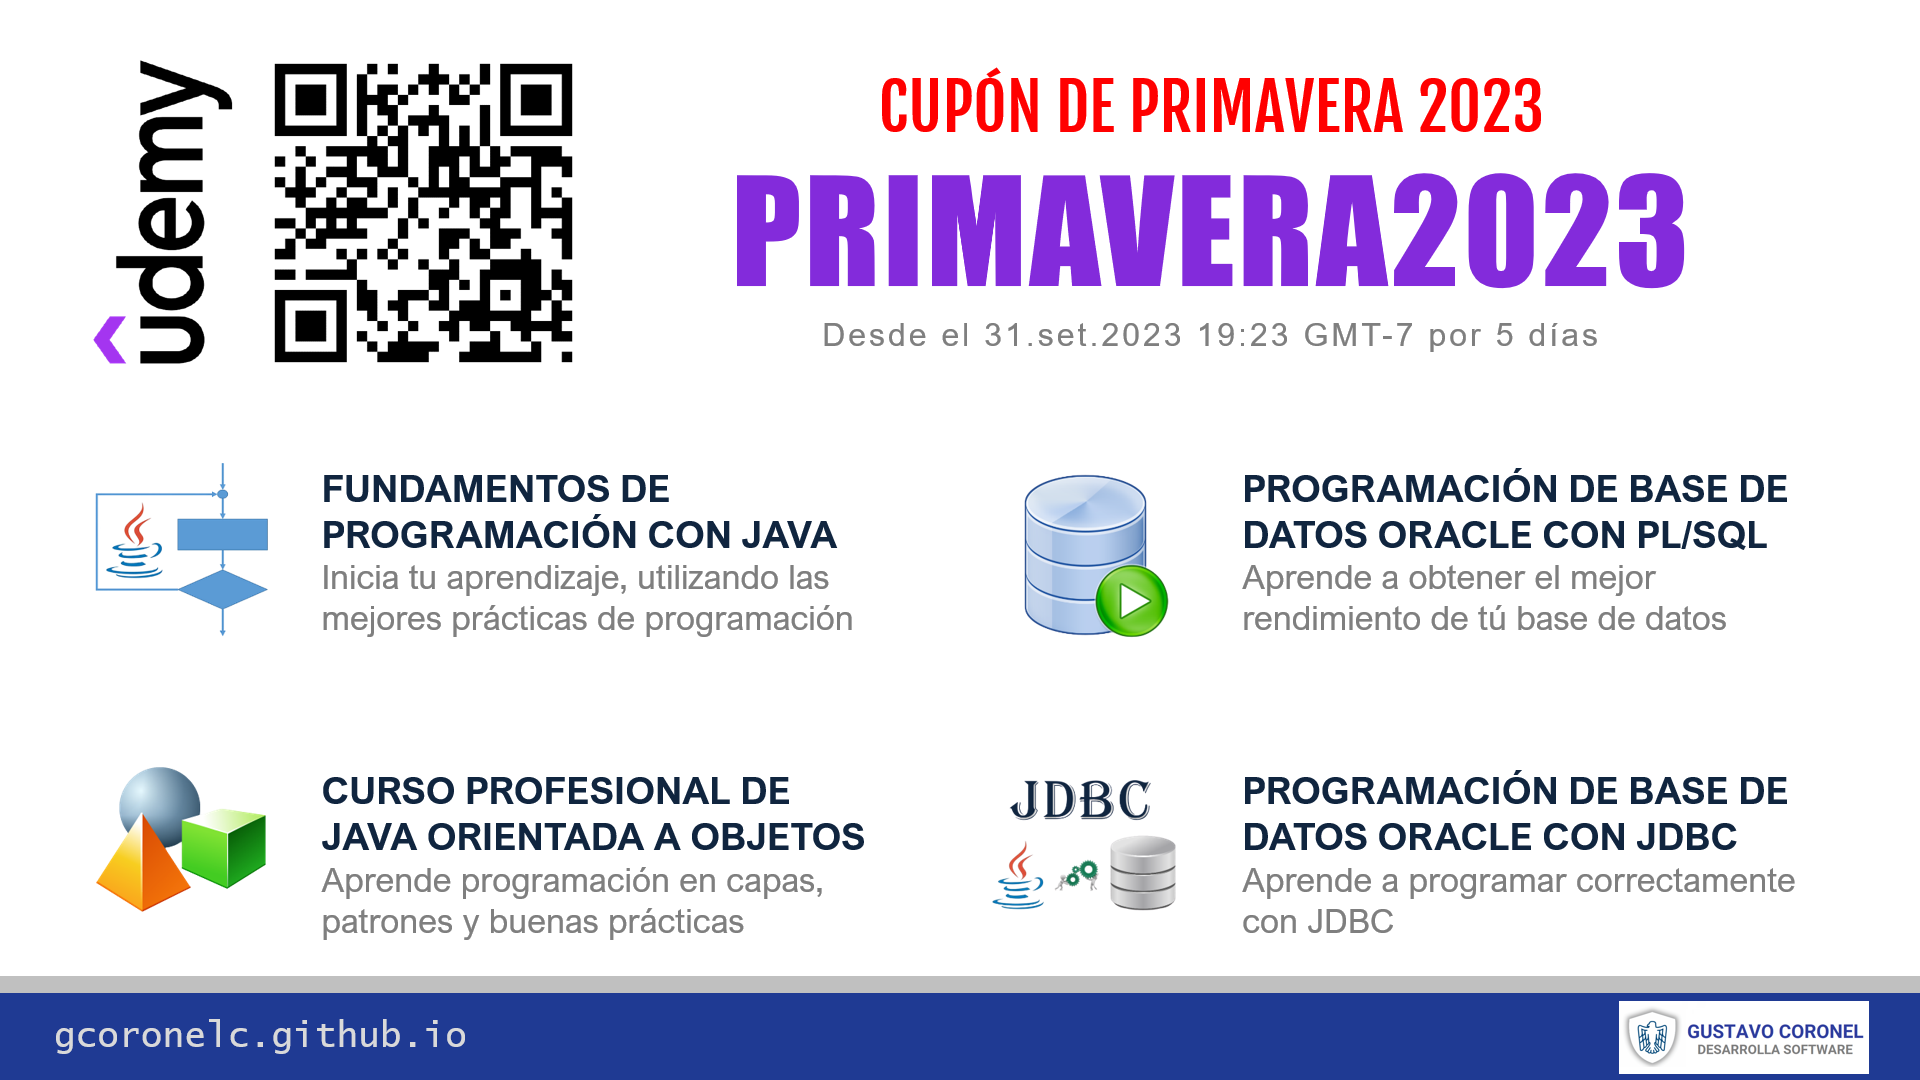 udemy
CUPÓN DE PRIMAVERA 2023
PRIMAVERA2023
Desde el 31.set.2023 19:23 GMT-7 por 5 días
FUNDAMENTOS DE
PROGRAMACIÓN CON JAVA
Inicia tu aprendizaje, utilizando las
mejores prácticas de programación
PROGRAMACIÓN DE BASE DE
DATOS ORACLE CON PL/SQL
Aprende a obtener el mejor
rendimiento de tú base de datos
CURSO PROFESIONAL DE
JAVA ORIENTADA A OBJETOS
Aprende programación en capas,
patrones y buenas prácticas
JDBC
PROGRAMACIÓN DE BASE DE
DATOS ORACLE CON JDBC
Aprende a programar correctamente
con JDBC
gcoronelc.github.io
GUSTAVO CORONEL
DESARROLLA SOFTWARE